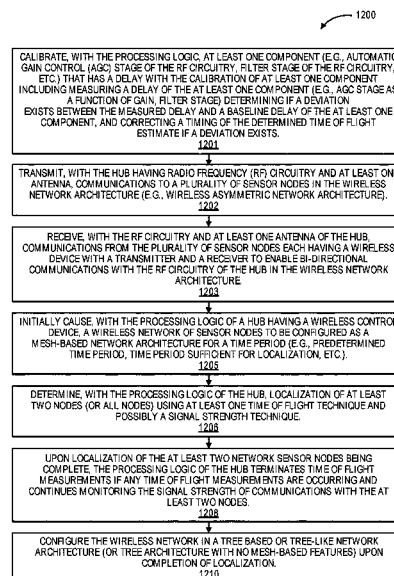 1200
CALIBRATE, WITH THE PROCESSING LOGIC, AT LEAST ONE COMPONENT (E.G., AUTOMATIC
GAIN CONTROL (AGC) STAGE OF THE RF CIRCUITRY, FILTER STAGE OF THE RF CIRCUITRY,
ETC.) THAT HAS A DELAY WITH THE CALIBRATION OF AT LEAST ONE COMPONENT
INCLUDING MEASURING A DELAY OF THE AT LEAST ONE COMPONENT (E.G., AGC STAGE AS
A FUNCTION OF GAIN, FILTER STAGE) DETERMINING IF A DEVIATION
EXISTS BETWEEN THE MEASURED DELAY AND A BASELINE DELAY OF THE AT LEAST ONE
COMPONENT, AND CORRECTING A TIMING OF THE DETERMINED TIME OF FLIGHT
ESTIMATE IF A DEVIATION EXISTS.
1201
TRANSMIT, WITH THE HUB HAVING RADIO FREQUENCY (RF) CIRCUITRY AND AT LEAST ONE
ANTENNA, COMMUNICATIONS TO A PLURALITY OF SENSOR NODES IN THE WIRELESS
NETWORK ARCHITECTURE (E.G., WIRELESS ASYMMETRIC NETWORK ARCHITECTURE).
1202
RECEIVE, WITH THE RF CIRCUITRY AND AT LEAST ONE ANTENNA OF THE HUB,
COMMUNICATIONS FROM THE PLURALITY OF SENSOR NODES EACH HAVING A WIRELESS
DEVICE WITH A TRANSMITTER AND A RECEIVER TO ENABLE BI-DIRECTIONAL
COMMUNICATIONS WITH THE RF CIRCUITRY OF THE HUB IN THE WIRELESS NETWORK
ARCHITECTURE.
1203
INITIALLY CAUSE, WITH THE PROCESSING LOGIC OF A HUB HAVING A WIRELESS CONTROL
DEVICE, A WIRELESS NETWORK OF SENSOR NODES TO BE CONFIGURED AS A
MESH-BASED NETWORK ARCHITECTURE FOR A TIME PERIOD (E.G., PREDETERMINED
TIME PERIOD, TIME PERIOD SUFFICIENT FOR LOCALIZATION, ETC.).
1205
DETERMINE, WITH THE PROCESSING LOGIC OF THE HUB, LOCALIZATION OF AT LEAST
TWO NODES (OR ALL NODES) USING AT LEAST ONE TIME OF FLIGHT TECHNIQUE AND
POSSIBLY A SIGNAL STRENGTH TECHNIQUE.
1206
UPON LOCALIZATION OF THE AT LEAST TWO NETWORK SENSOR NODES BEING
COMPLETE, THE PROCESSING LOGIC OF THE HUB TERMINATES TIME OF FLIGHT
MEASUREMENTS IF ANY TIME OF FLIGHT MEASUREMENTS ARE OCCURRING AND
CONTINUES MONITORING THE SIGNAL STRENGTH OF COMMUNICATIONS WITH THE AT
LEAST TWO NODES.
1208
CONFIGURE THE WIRELESS NETWORK IN A TREE BASED OR TREE-LIKE NETWORK
ARCHITECTURE (OR TREE ARCHITECTURE WITH NO MESH-BASED FEATURES) UPON
COMPLETION OF LOCALIZATION.
1210